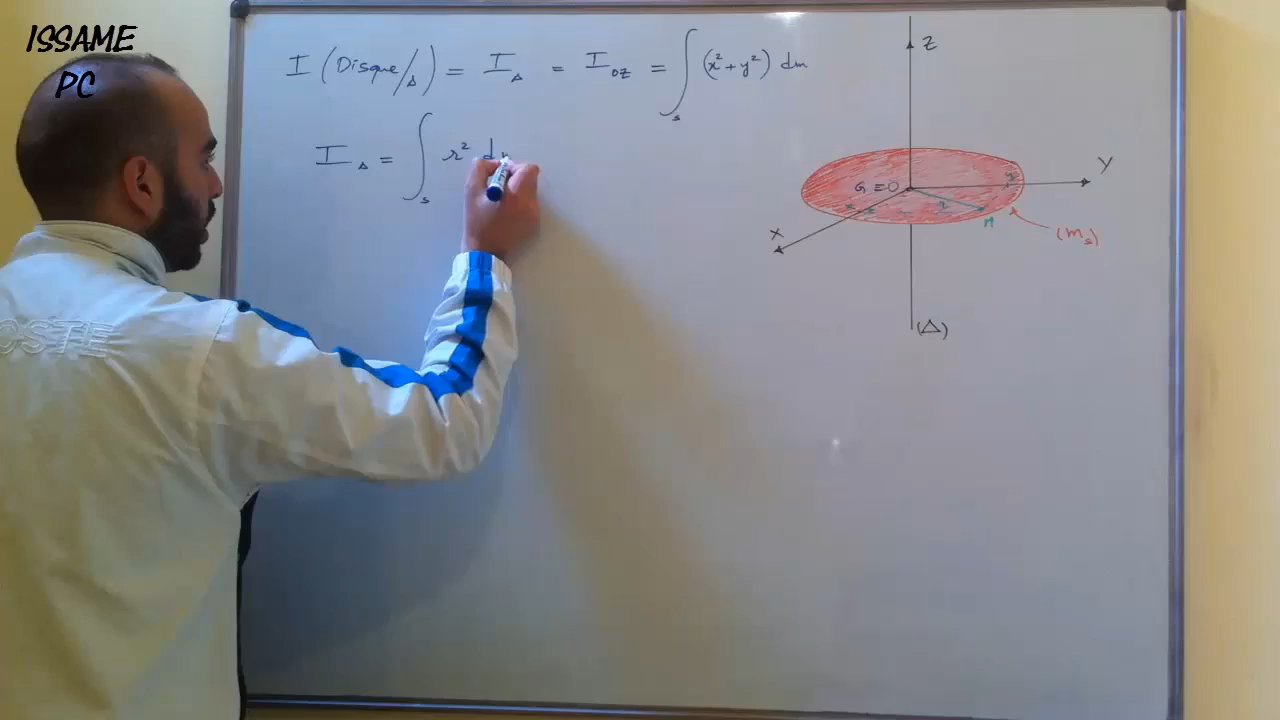 ISSAME
PC
I (Disque/Δ) = I_Δ = I_OZ = ∫_s (x² + y²) dm
I_Δ = ∫_s r² dm
Z
Y
G ≡ O
X
r
M
(m_s)
(Δ)